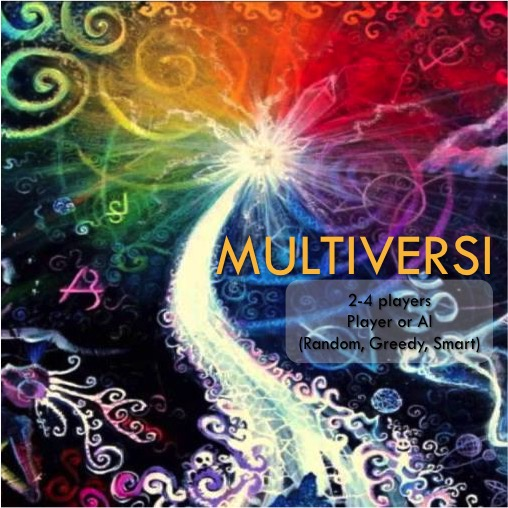 MULTIVERSI
2-4 players
Player or AI
(Random, Greedy, Smart)